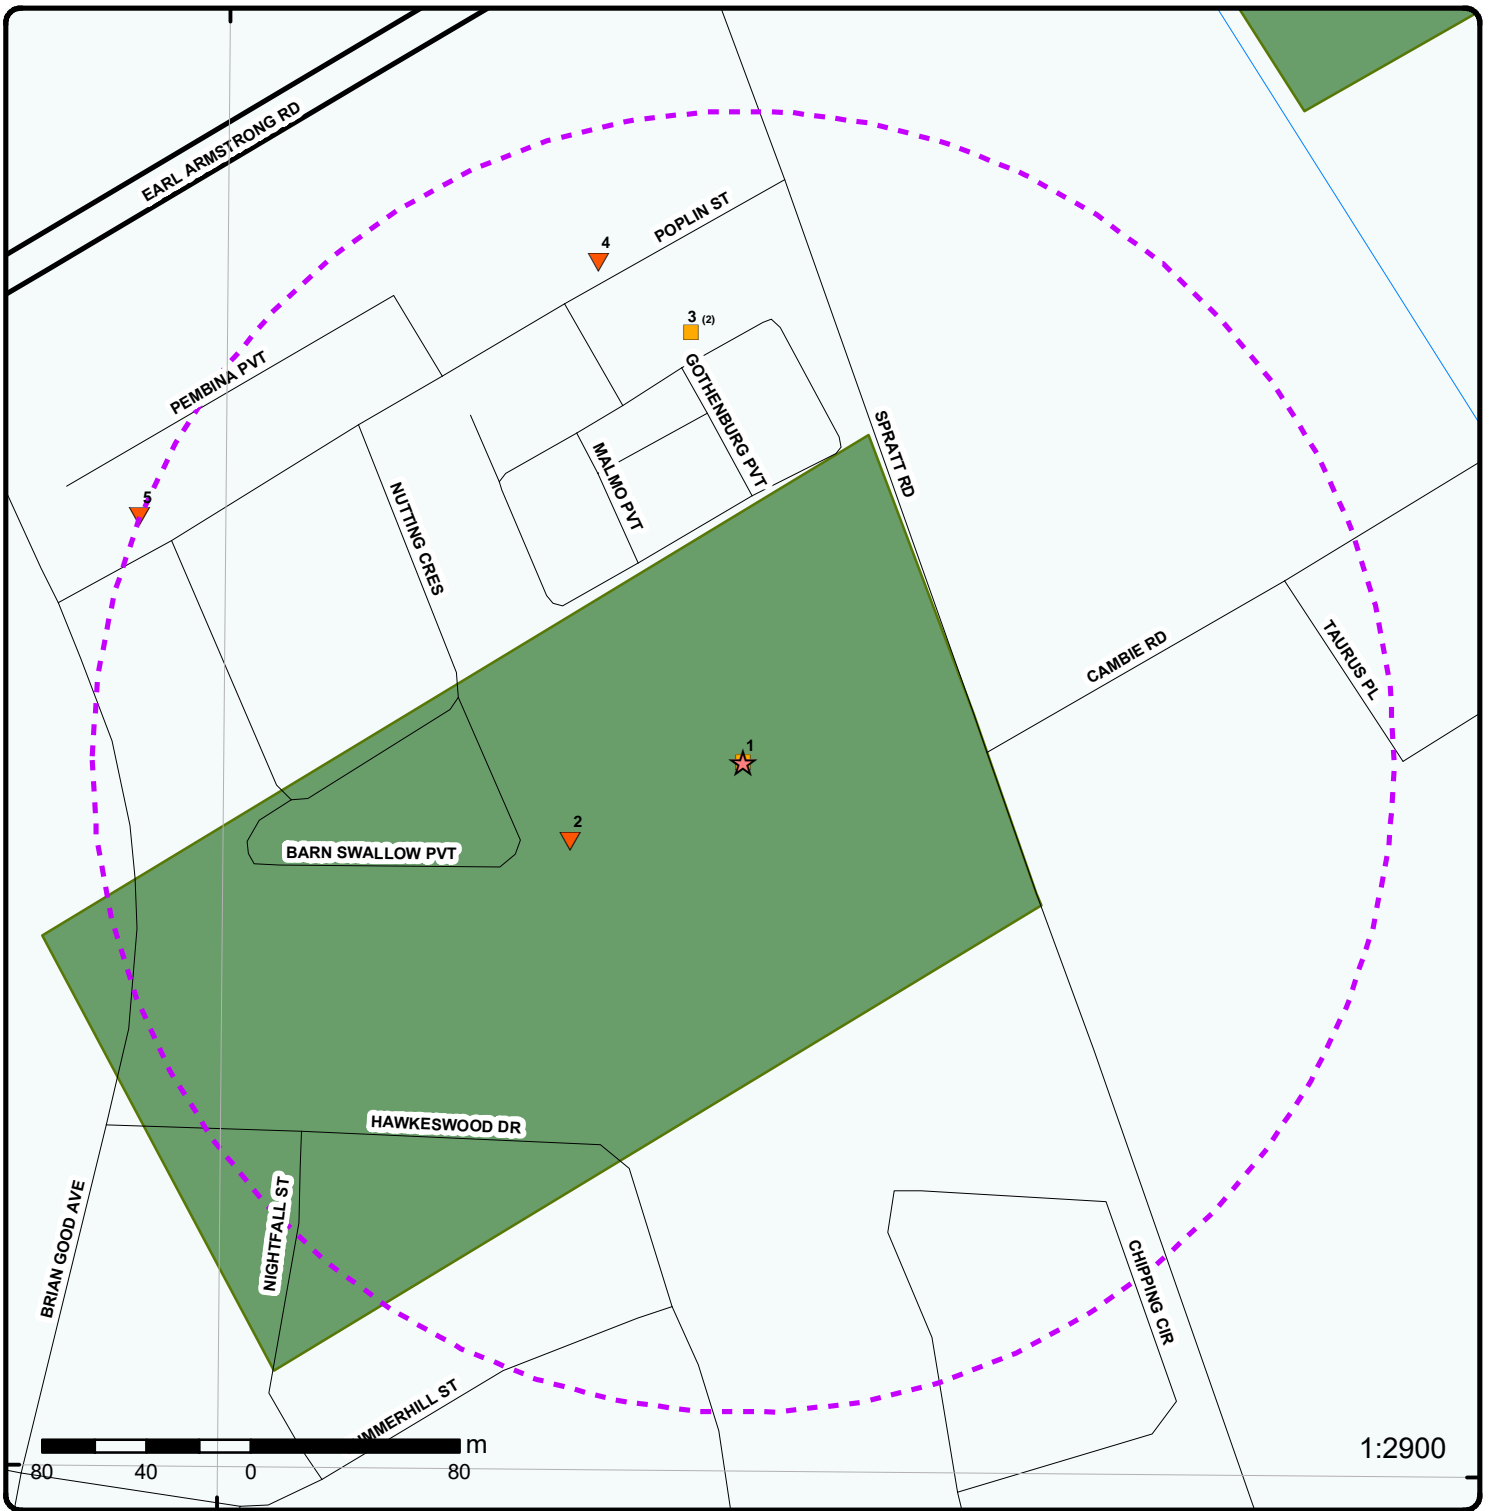 EARL ARMSTRONG RD
POPLIN ST
4
3 (2)
PEMBINA PVT
GOTHENBURG PVT
SPRATT RD
MALMO PVT
NUTTING CRES
5
CAMBIE RD
TAURUS PL
1
2
BARN SWALLOW PVT
HAWKESWOOD DR
NIGHTFALL ST
BRIAN GOOD AVE
CHIPPING CIR
IMMERHILL ST
m
80 40 0 80
1:2900